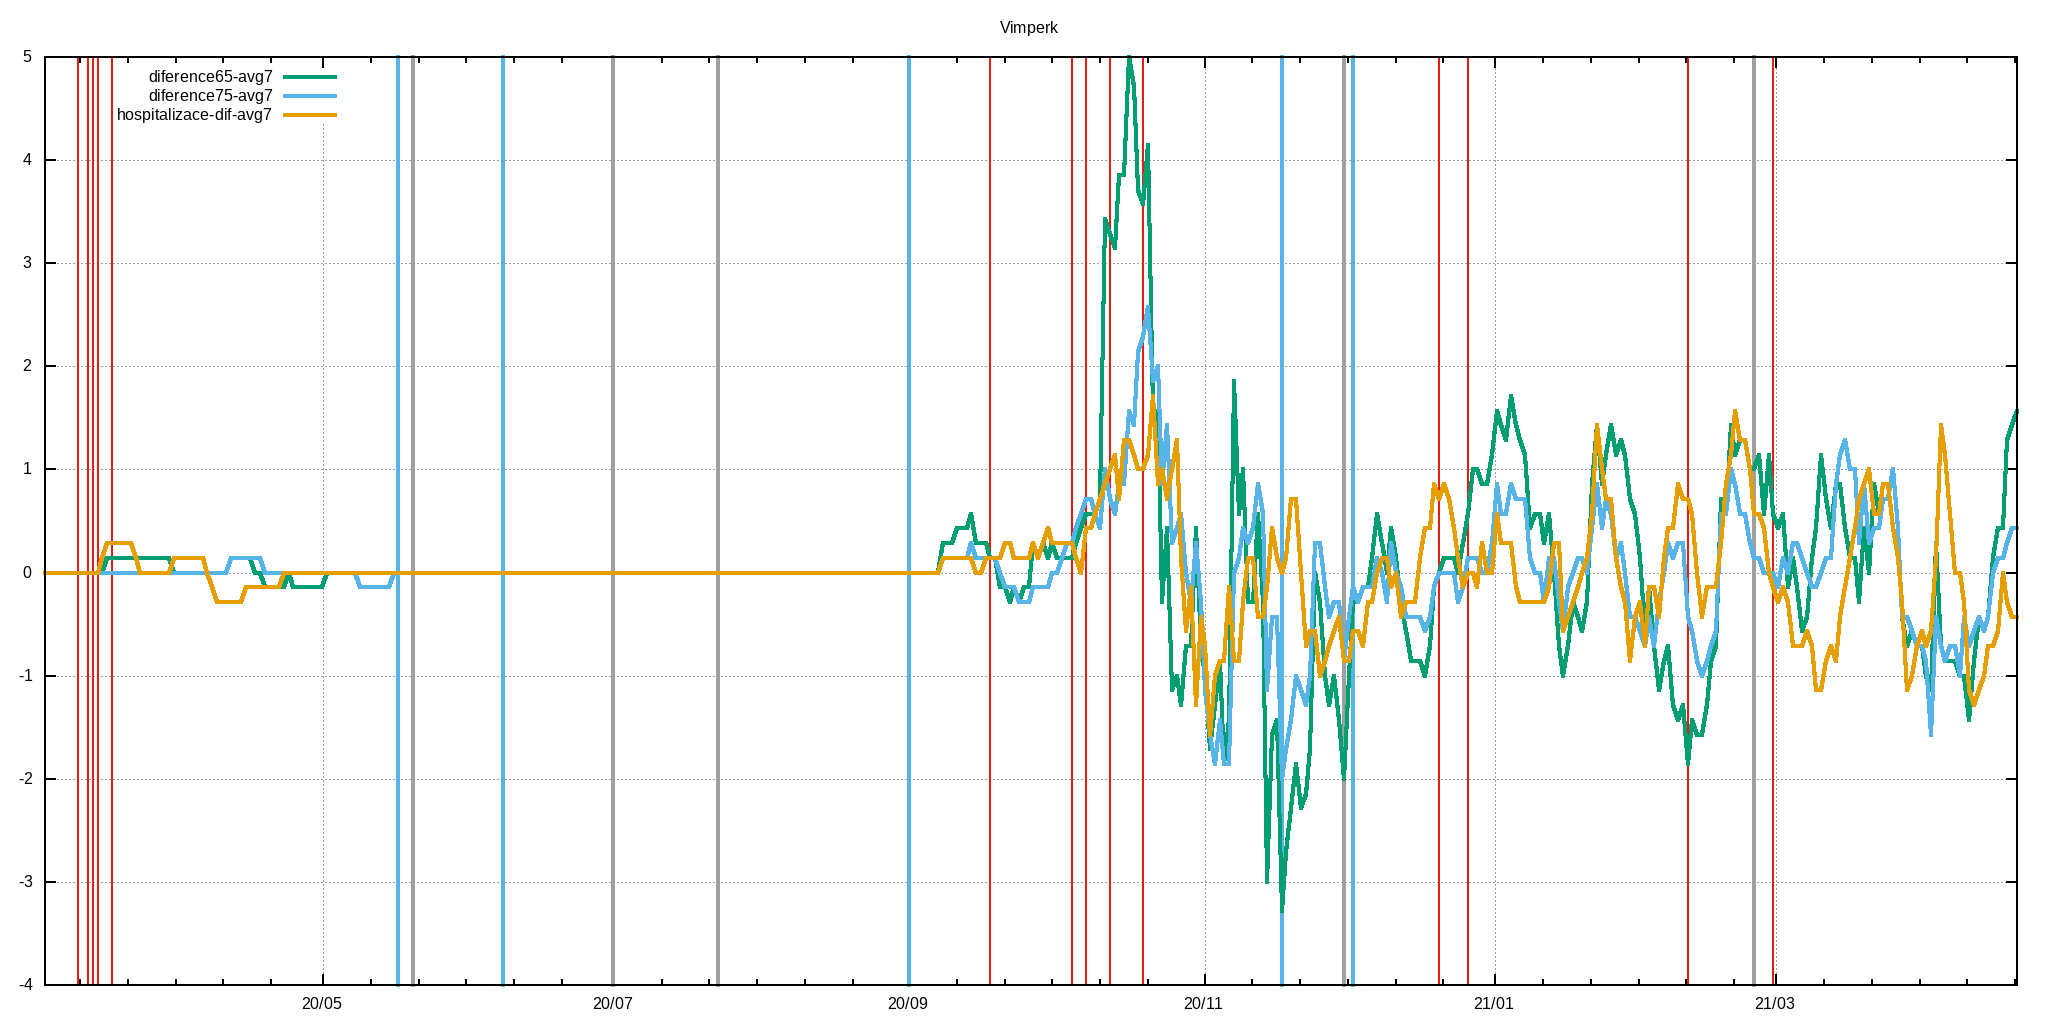 Vimperk
diference65-avg7
diference75-avg7
hospitalizace-dif-avg7
5
4
3
2
1
0
-1
-2
-3
-4
20/05 20/07 20/09 20/11 21/01 21/03